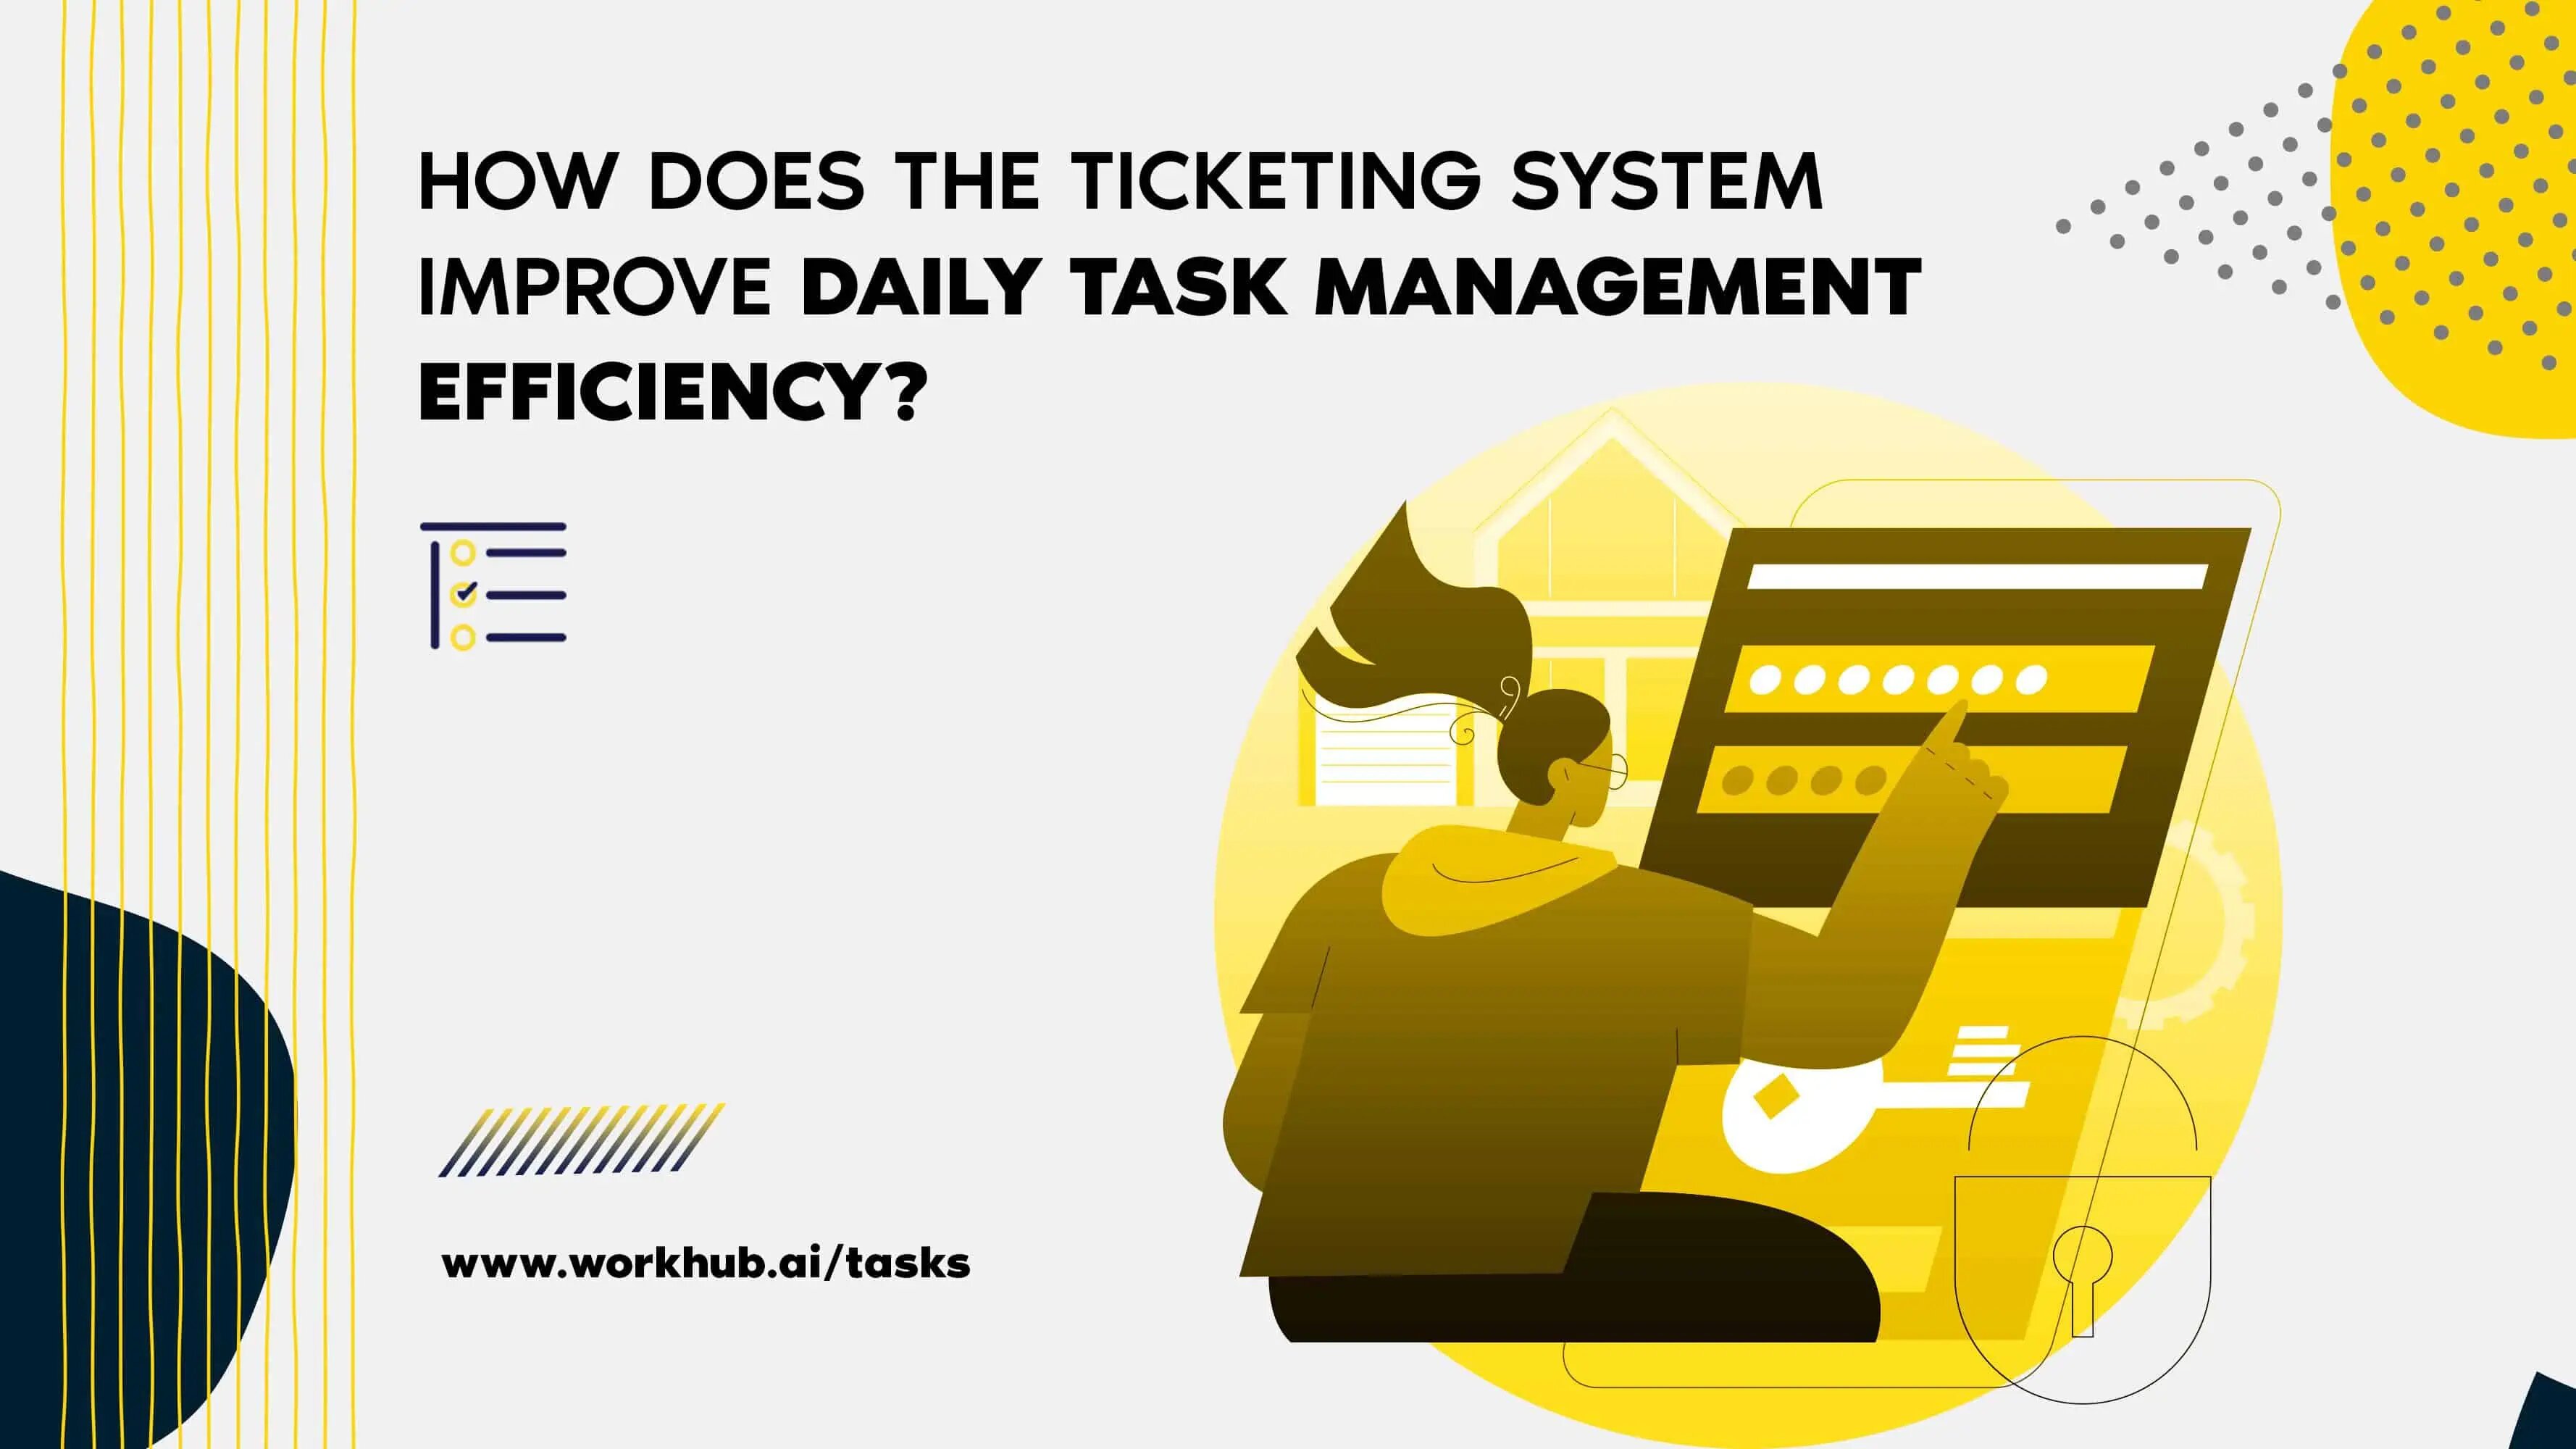 HOW DOES THE TICKETING SYSTEM
IMPROVE DAILY TASK MANAGEMENT
EFFICIENCY?
www.workhub.ai/tasks